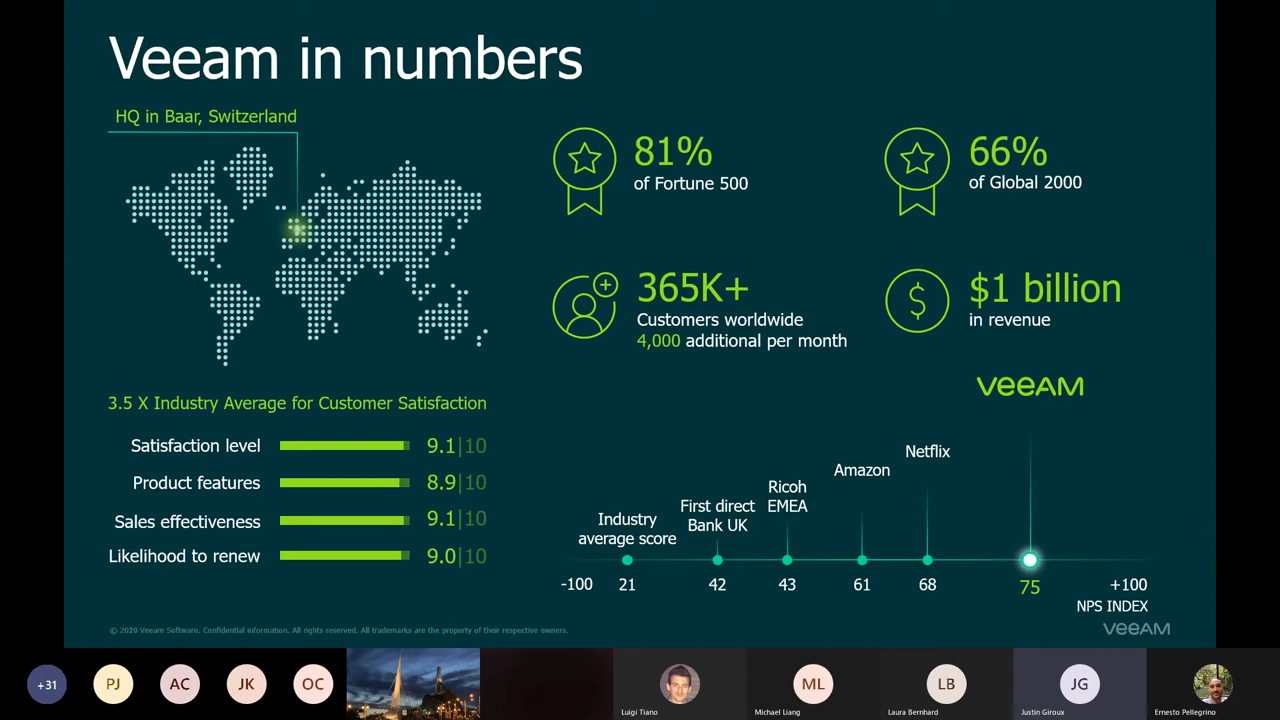 Veeam in numbers
HQ in Baar, Switzerland
81%
of Fortune 500
66%
of Global 2000
365K+
Customers worldwide
4,000 additional per month
$1 billion
in revenue
3.5 X Industry Average for Customer Satisfaction
Satisfaction level 9.1|10
Product features 8.9|10
Sales effectiveness 9.1|10
Likelihood to renew 9.0|10
VEEAM
Netflix
Amazon
Ricoh
EMEA
First direct
Bank UK
Industry
average score
-100 21 42 43 61 68 75 +100
NPS INDEX
© 2020 Veeam Software. Confidential information. All rights reserved. All trademarks are the property of their respective owners.
VEEAM
+31 PJ AC JK OC ML LB JG
Luigi Tiano Michael Liang Laura Bernhard Justin Giroux Ernesto Pellegrino